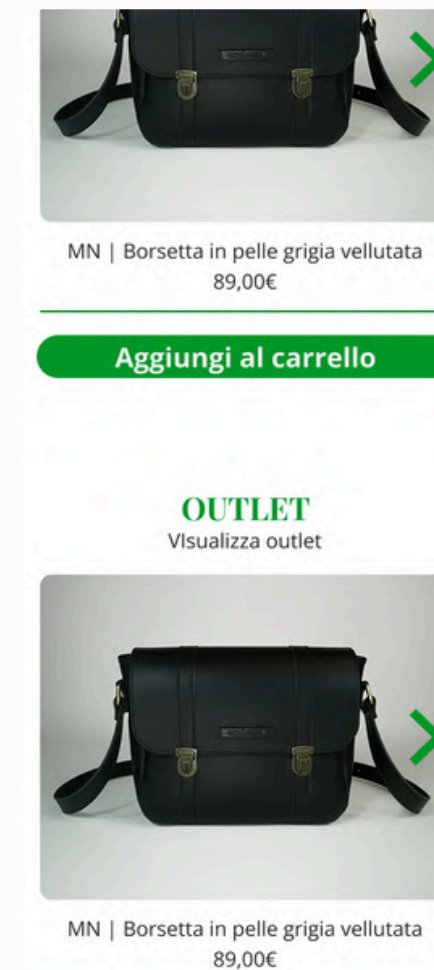 MN | Borsetta in pelle grigia vellutata
89,00€
Aggiungi al carrello
OUTLET
VIsualizza outlet
MN | Borsetta in pelle grigia vellutata
89,00€